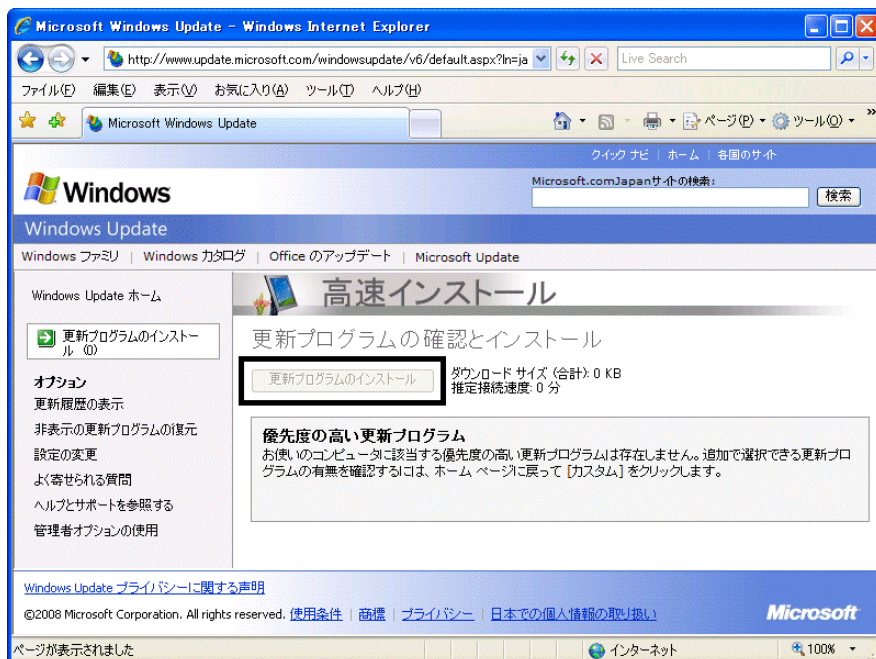 Microsoft Windows Update - Windows Internet Explorer
http://www.update.microsoft.com/windowsupdate/v6/default.aspx?ln=ja
Live Search
ファイル(F) 編集(E) 表示(V) お気に入り(A) ツール(T) ヘルプ(H)
Microsoft Windows Update
ページ(P) ツール(O) »
クイック ナビ | ホーム | 各国のサイト
Windows
Microsoft.comJapanサイトの検索:
検索
Windows Update
Windows ファミリ | Windows カタログ | Office のアップデート | Microsoft Update
Windows Update ホーム
更新プログラムのインストー
ル (0)
オプション
更新履歴の表示
非表示の更新プログラムの復元
設定の変更
よく寄せられる質問
ヘルプとサポートを参照する
管理者オプションの使用
高速インストール
更新プログラムの確認とインストール
更新プログラムのインストール
ダウンロード サイズ (合計): 0 KB
推定接続速度: 0 分
優先度の高い更新プログラム
お使いのコンピュータに該当する優先度の高い更新プログラムは存在しません。追加で選択できる更新プロ
グラムの有無を確認するには、ホーム ページに戻って [カスタム] をクリックします。
Windows Update プライバシーに関する声明
©2008 Microsoft Corporation. All rights reserved. 使用条件 | 商標 | プライバシー | 日本での個人情報の取り扱い
Microsoft
ページが表示されました
インターネット
100%